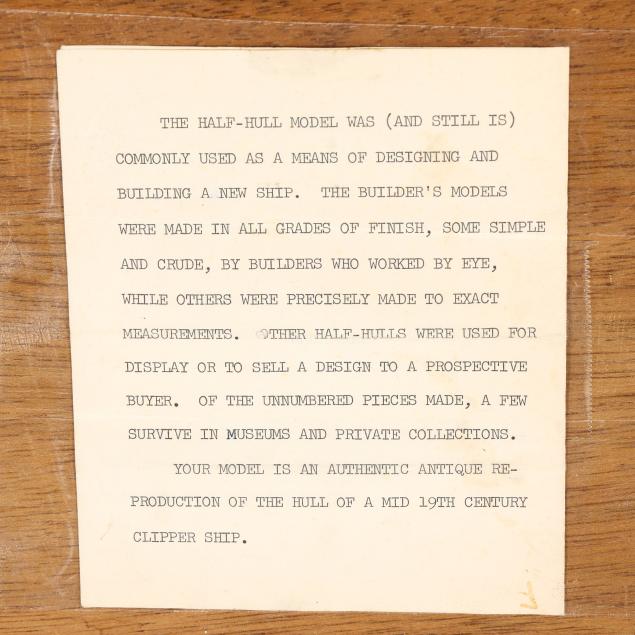 THE HALF-HULL MODEL WAS (AND STILL IS)
COMMONLY USED AS A MEANS OF DESIGNING AND
BUILDING A NEW SHIP. THE BUILDER'S MODELS
WERE MADE IN ALL GRADES OF FINISH, SOME SIMPLE
AND CRUDE, BY BUILDERS WHO WORKED BY EYE,
WHILE OTHERS WERE PRECISELY MADE TO EXACT
MEASUREMENTS. OTHER HALF-HULLS WERE USED FOR
DISPLAY OR TO SELL A DESIGN TO A PROSPECTIVE
BUYER. OF THE UNNUMBERED PIECES MADE, A FEW
SURVIVE IN MUSEUMS AND PRIVATE COLLECTIONS.
YOUR MODEL IS AN AUTHENTIC ANTIQUE RE-
PRODUCTION OF THE HULL OF A MID 19TH CENTURY
CLIPPER SHIP.